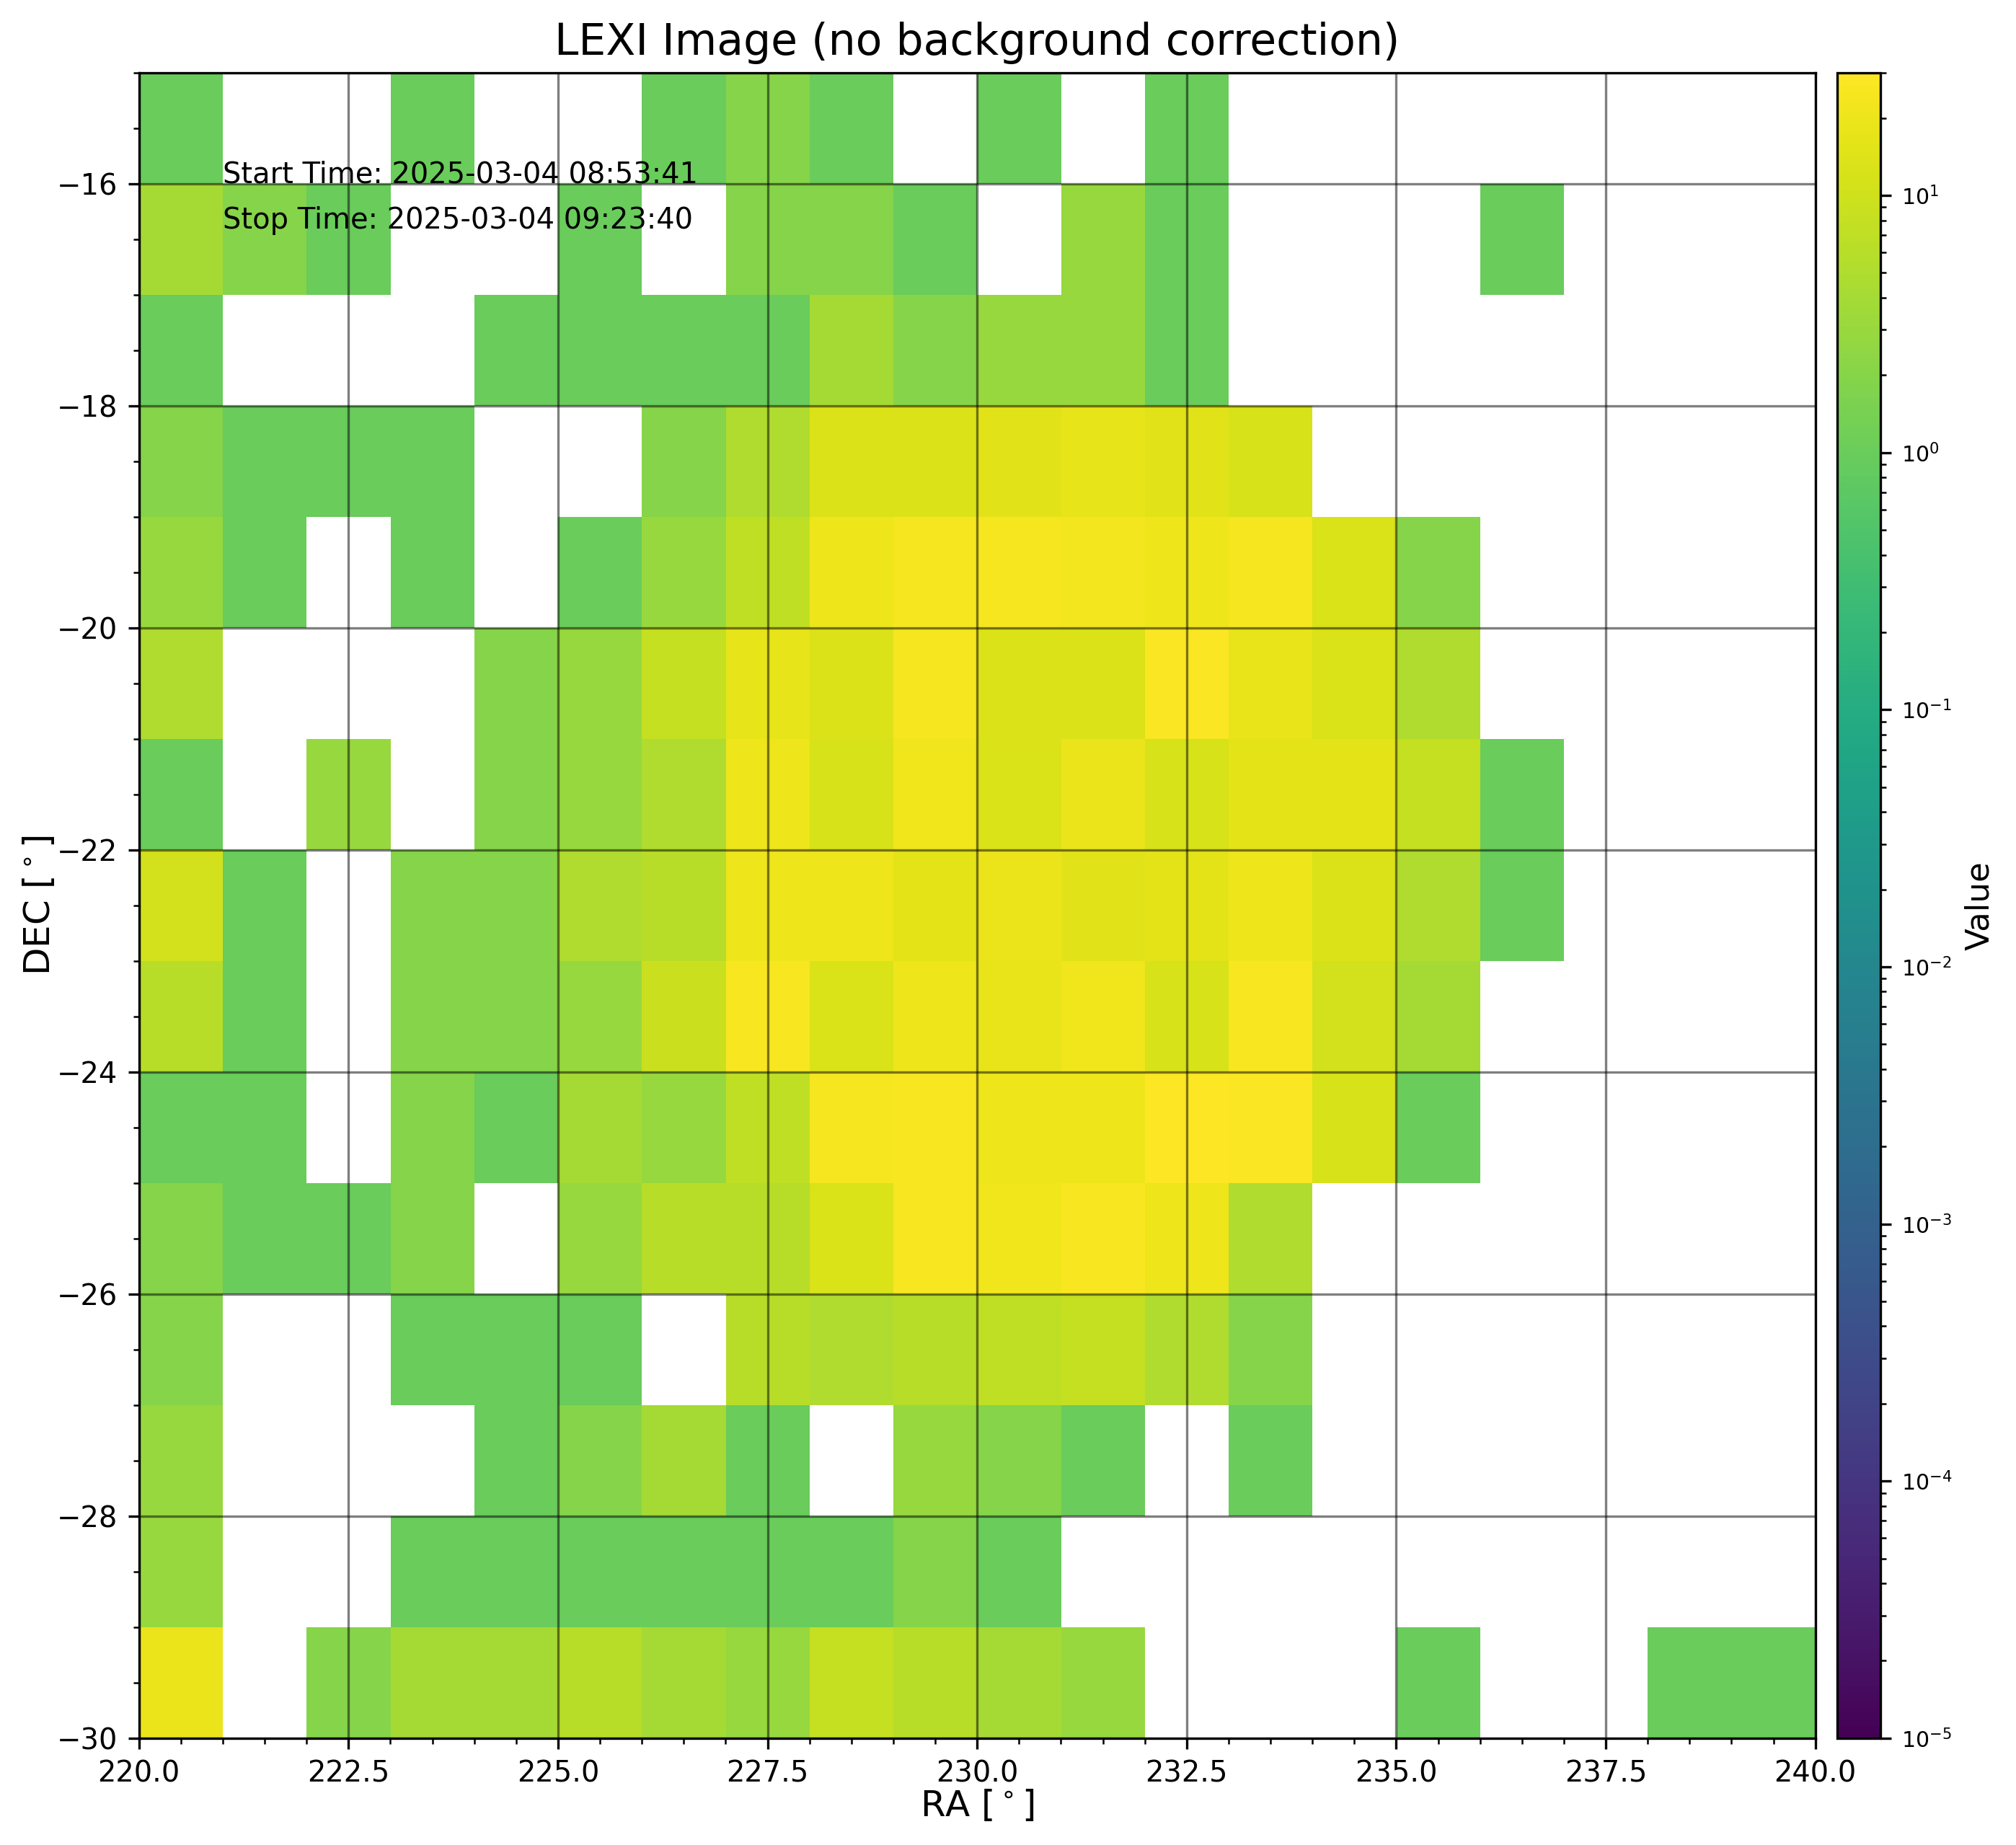 LEXI Image (no background correction)
Start Time: 2025-03-04 08:53:41
Stop Time: 2025-03-04 09:23:40
−16
−18
−20
−22
−24
−26
−28
−30
DEC [°]
220.0 222.5 225.0 227.5 230.0 232.5 235.0 237.5 240.0
RA [°]
10¹
10⁰
10⁻¹
10⁻²
10⁻³
10⁻⁴
10⁻⁵
Value